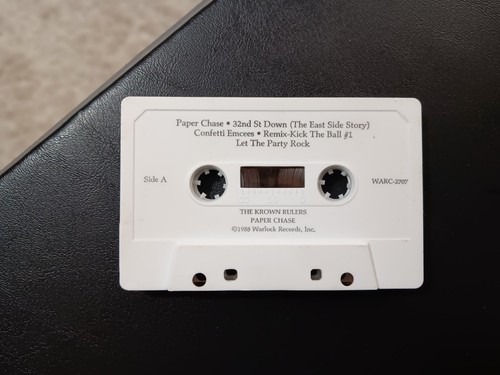 Paper Chase • 32nd St Down (The East Side Story)
Confetti Emcees • Remix-Kick The Ball #1
Let The Party Rock
Side A
WARC-2707
THE KROWN RULERS
PAPER CHASE
©1988 Warlock Records, Inc.